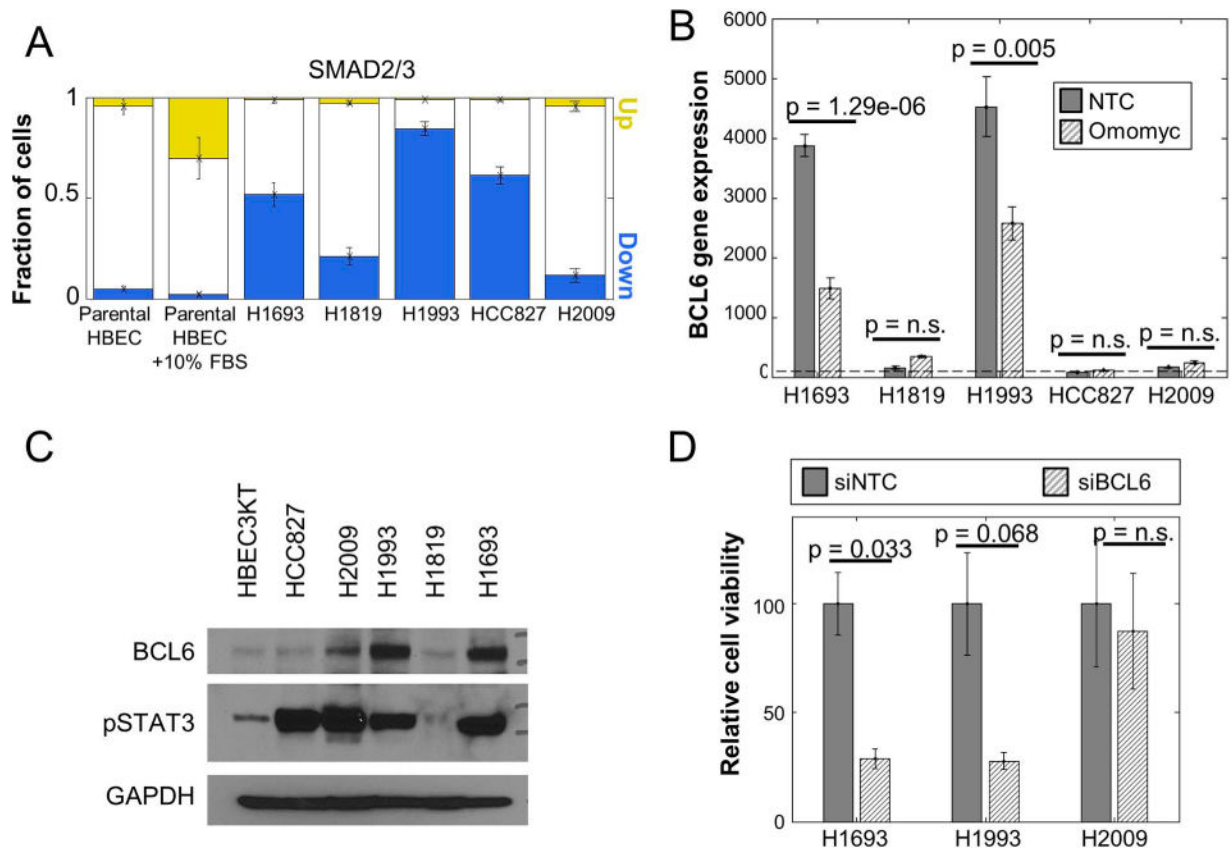 A
SMAD2/3
Fraction of cells
1
0.5
0
Up
Down
Parental
HBEC
Parental
HBEC
+10% FBS
H1693
H1819
H1993
HCC827
H2009
B
BCL6 gene expression
6000
5000
4000
3000
2000
1000
C
p = 1.29e-06
p = n.s.
p = 0.005
p = n.s.
p = n.s.
NTC
Omomyc
H1693
H1819
H1993
HCC827
H2009
C
HBEC3KT
HCC827
H2009
H1993
H1819
H1693
BCL6
pSTAT3
GAPDH
D
siNTC
siBCL6
Relative cell viability
100
50
0
p = 0.033
p = 0.068
p = n.s.
H1693
H1993
H2009